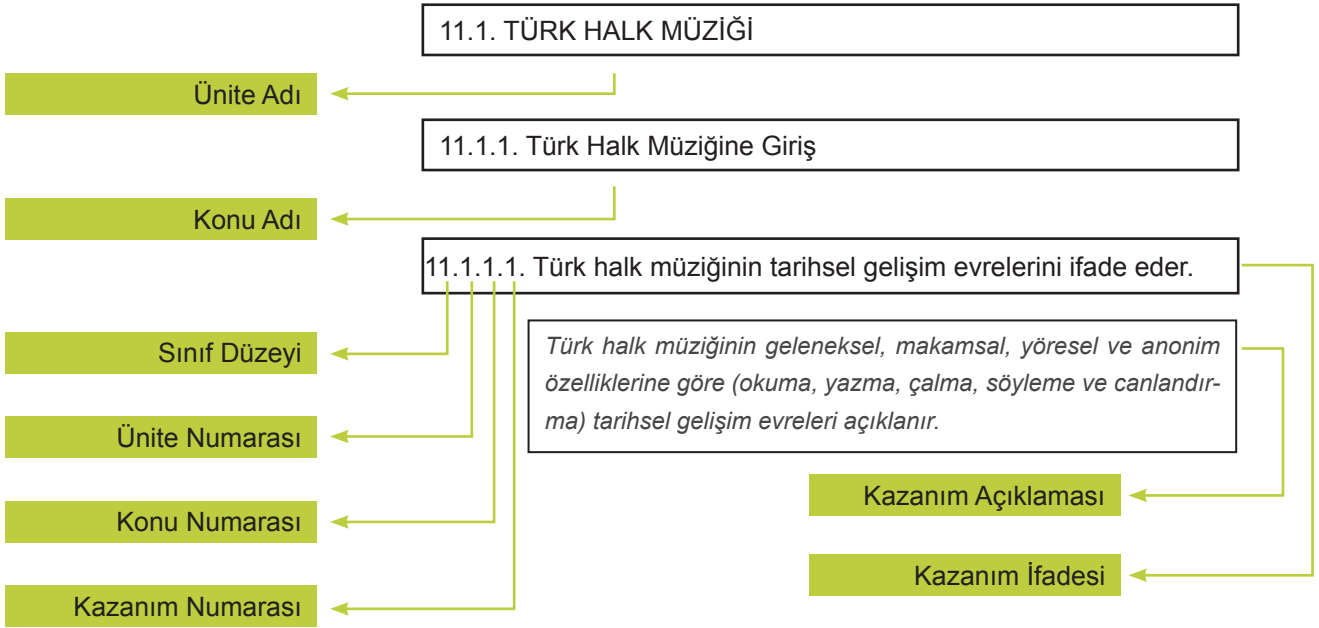 11.1. TÜRK HALK MÜZİĞİ
Ünite Adı
11.1.1. Türk Halk Müziğine Giriş
Konu Adı
11.1.1.1. Türk halk müziğinin tarihsel gelişim evrelerini ifade eder.
Sınıf Düzeyi
Türk halk müziğinin geleneksel, makamsal, yöresel ve anonim
özelliklerine göre (okuma, yazma, çalma, söyleme ve canlandır-
ma) tarihsel gelişim evreleri açıklanır.
Ünite Numarası
Kazanım Açıklaması
Konu Numarası
Kazanım İfadesi
Kazanım Numarası